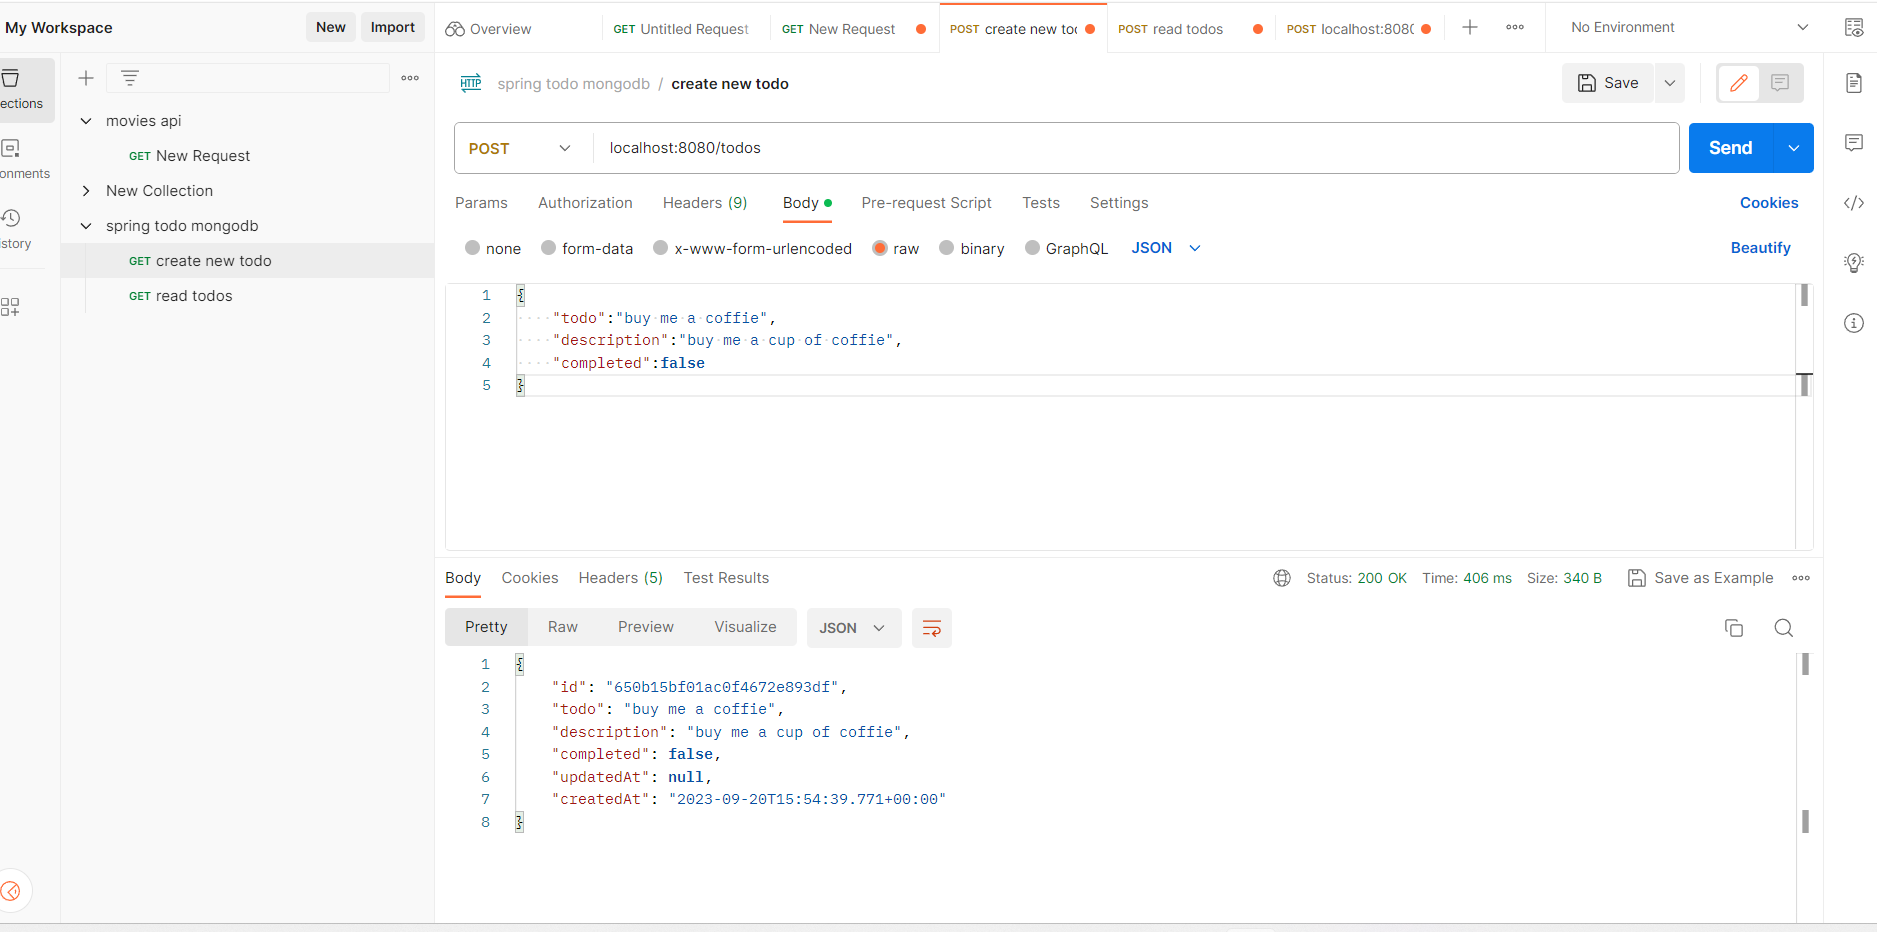 My Workspace
New
Import
Overview
GET Untitled Request
GET New Request
POST create new to
POST read todos
POST localhost:808
No Environment
ections
onments
istory
movies api
GET New Request
New Collection
spring todo mongodb
GET create new todo
GET read todos
HTTP
spring todo mongodb / create new todo
Save
POST
localhost:8080/todos
Send
Params
Authorization
Headers (9)
Body
Pre-request Script
Tests
Settings
Cookies
none
form-data
x-www-form-urlencoded
raw
binary
GraphQL
JSON
Beautify
1 {
2 "todo":"buy me a coffie",
3 "description":"buy me a cup of coffie",
4 "completed":false
5 }
Body
Cookies
Headers (5)
Test Results
Status: 200 OK
Time: 406 ms
Size: 340 B
Save as Example
Pretty
Raw
Preview
Visualize
JSON
1 {
2 "id": "650b15bf01ac0f4672e893df",
3 "todo": "buy me a coffie",
4 "description": "buy me a cup of coffie",
5 "completed": false,
6 "updatedAt": null,
7 "createdAt": "2023-09-20T15:54:39.771+00:00"
8 }